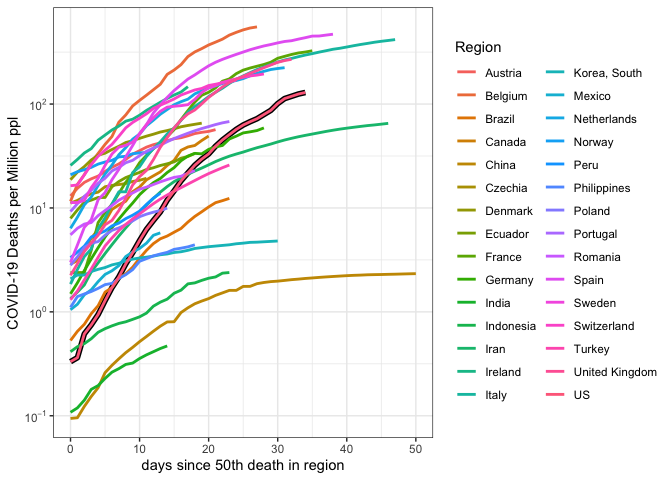 COVID-19 Deaths per Million ppl
10²
10¹
10⁰
10⁻¹
0
10
20
30
40
50
days since 50th death in region
Region
Austria
Belgium
Brazil
Canada
China
Czechia
Denmark
Ecuador
France
Germany
India
Indonesia
Iran
Ireland
Italy
Korea, South
Mexico
Netherlands
Norway
Peru
Philippines
Poland
Portugal
Romania
Spain
Sweden
Switzerland
Turkey
United Kingdom
US